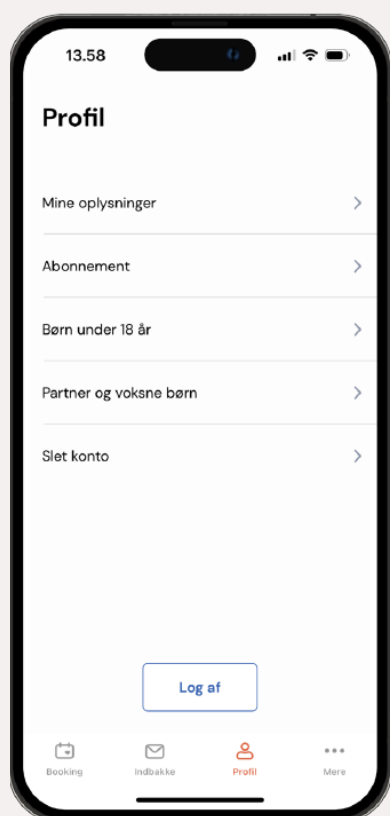 13.58
Profil
Mine oplysninger
Abonnement
Børn under 18 år
Partner og voksne børn
Slet konto
Log af
Booking
Indbakke
Profil
Mere